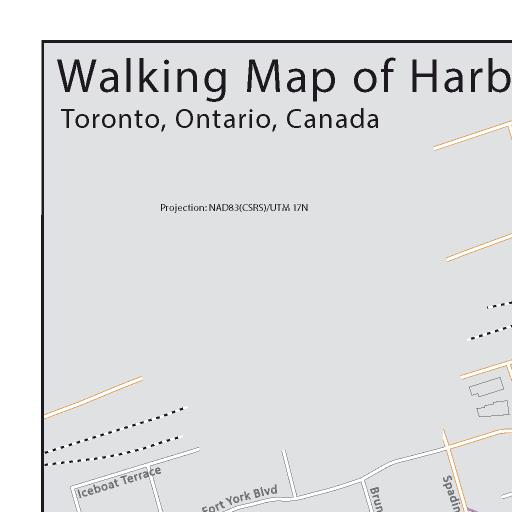 Walking Map of Harb
Toronto, Ontario, Canada
Projection: NAD83(CSRS)/UTM 17N
Iceboat Terrace
Fort York Blvd
Brun
Spadin